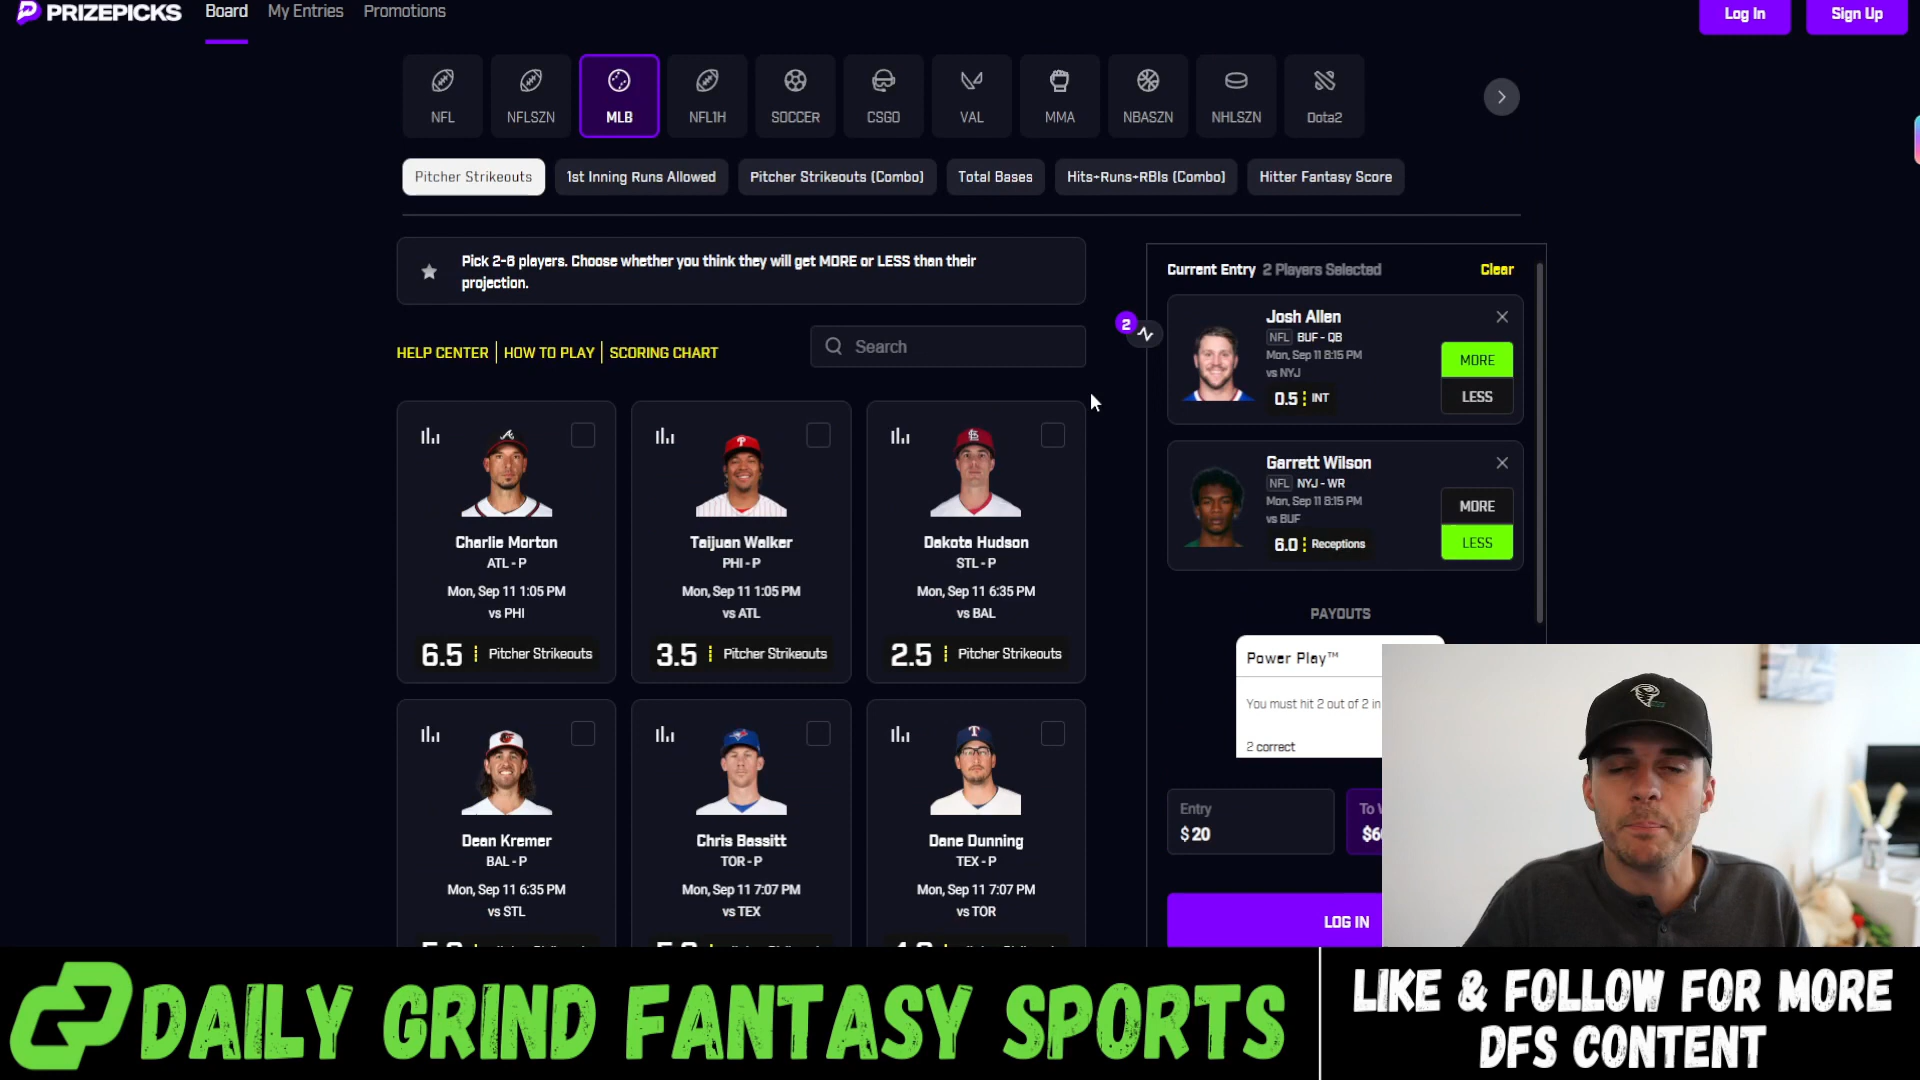 PRIZEPICKS
Board
My Entries
Promotions
Log In
Sign Up
NFL
NFLSZN
MLB
NFL1H
SOCCER
CSGO
VAL
MMA
NBASZN
NHLSZN
Dota2
Pitcher Strikeouts
1st Inning Runs Allowed
Pitcher Strikeouts (Combo)
Total Bases
Hits+Runs+RBIs (Combo)
Hitter Fantasy Score
Pick 2-6 players. Choose whether you think they will get MORE or LESS than their
projection.
HELP CENTER
HOW TO PLAY
SCORING CHART
Search
Charlie Morton
ATL - P
Mon, Sep 11 1:05 PM
vs PHI
6.5 Pitcher Strikeouts
Taijuan Walker
PHI - P
Mon, Sep 11 1:05 PM
vs ATL
3.5 Pitcher Strikeouts
Dakota Hudson
STL - P
Mon, Sep 11 6:35 PM
vs BAL
2.5 Pitcher Strikeouts
Dean Kremer
BAL - P
Mon, Sep 11 6:35 PM
vs STL
Chris Bassitt
TOR - P
Mon, Sep 11 7:07 PM
vs TEX
Dane Dunning
TEX - P
Mon, Sep 11 7:07 PM
vs TOR
Current Entry 2 Players Selected
Clear
2
Josh Allen
NFL BUF - QB
Mon, Sep 11 8:15 PM
vs NYJ
0.5 INT
MORE
LESS
Garrett Wilson
NFL NYJ - WR
Mon, Sep 11 8:15 PM
vs BUF
6.0 Receptions
MORE
LESS
PAYOUTS
Power Play™
You must hit 2 out of 2 in
2 correct
Entry
$ 20
To
LOG IN
DAILY GRIND FANTASY SPORTS
LIKE & FOLLOW FOR MORE
DFS CONTENT